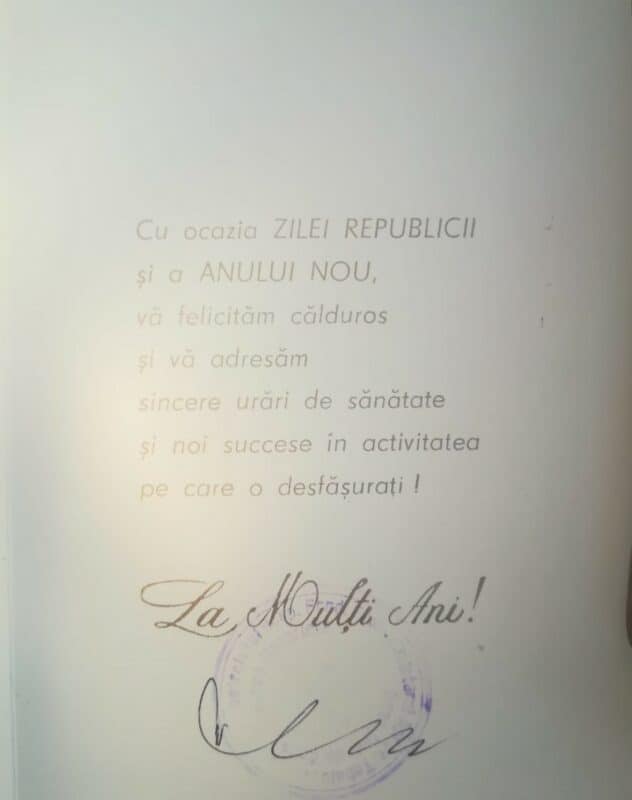 Cu ocazia ZILEI REPUBLICII
și a ANULUI NOU,
vă felicităm călduros
și vă adresăm
sincere urări de sănătate
și noi succese în activitatea
pe care o desfășurați !
La Mulți Ani!